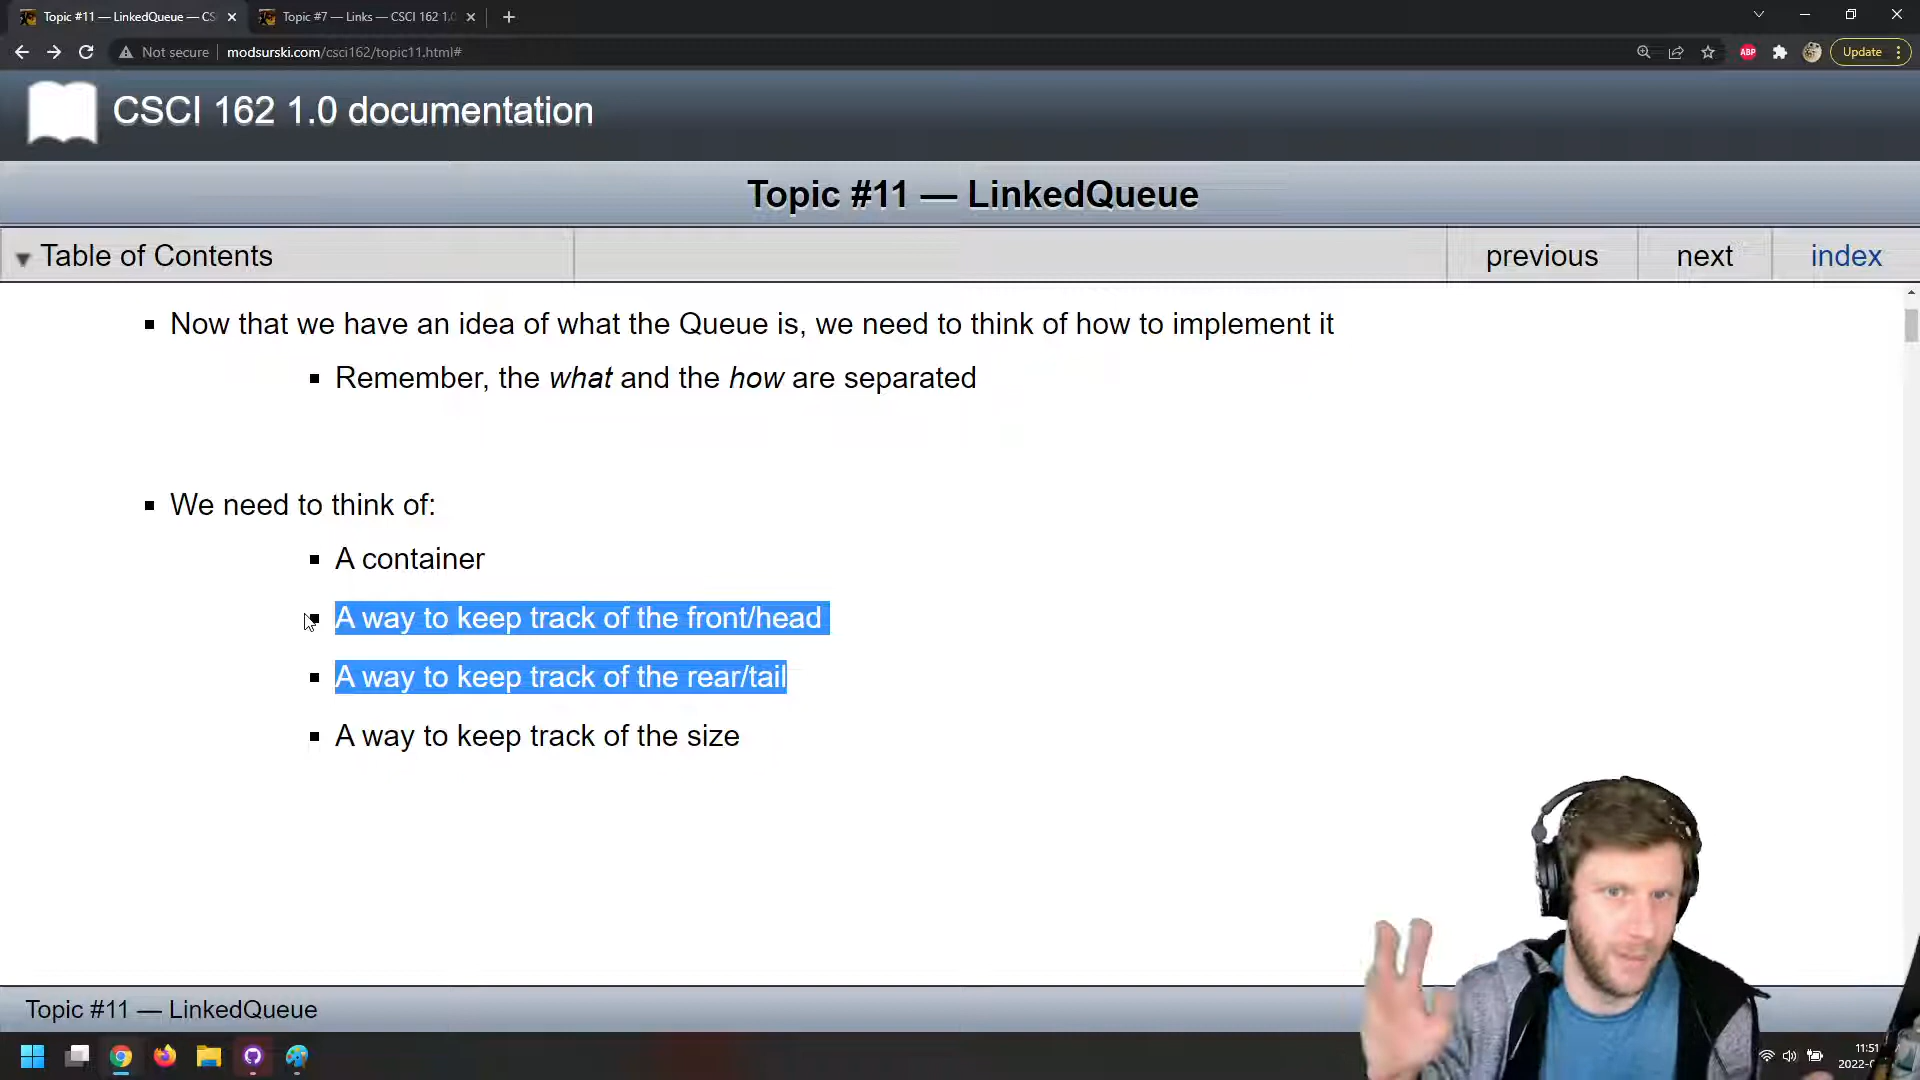 Topic #11 — LinkedQueue — CS
Topic #7 — Links — CSCI 162 1.0
Not secure
modsurski.com/csci162/topic11.html#
ABP
Update
CSCI 162 1.0 documentation
Topic #11 — LinkedQueue
Table of Contents
previous
next
index
Now that we have an idea of what the Queue is, we need to think of how to implement it
Remember, the what and the how are separated
We need to think of:
A container
A way to keep track of the front/head
A way to keep track of the rear/tail
A way to keep track of the size
Topic #11 — LinkedQueue
11:51
2022-